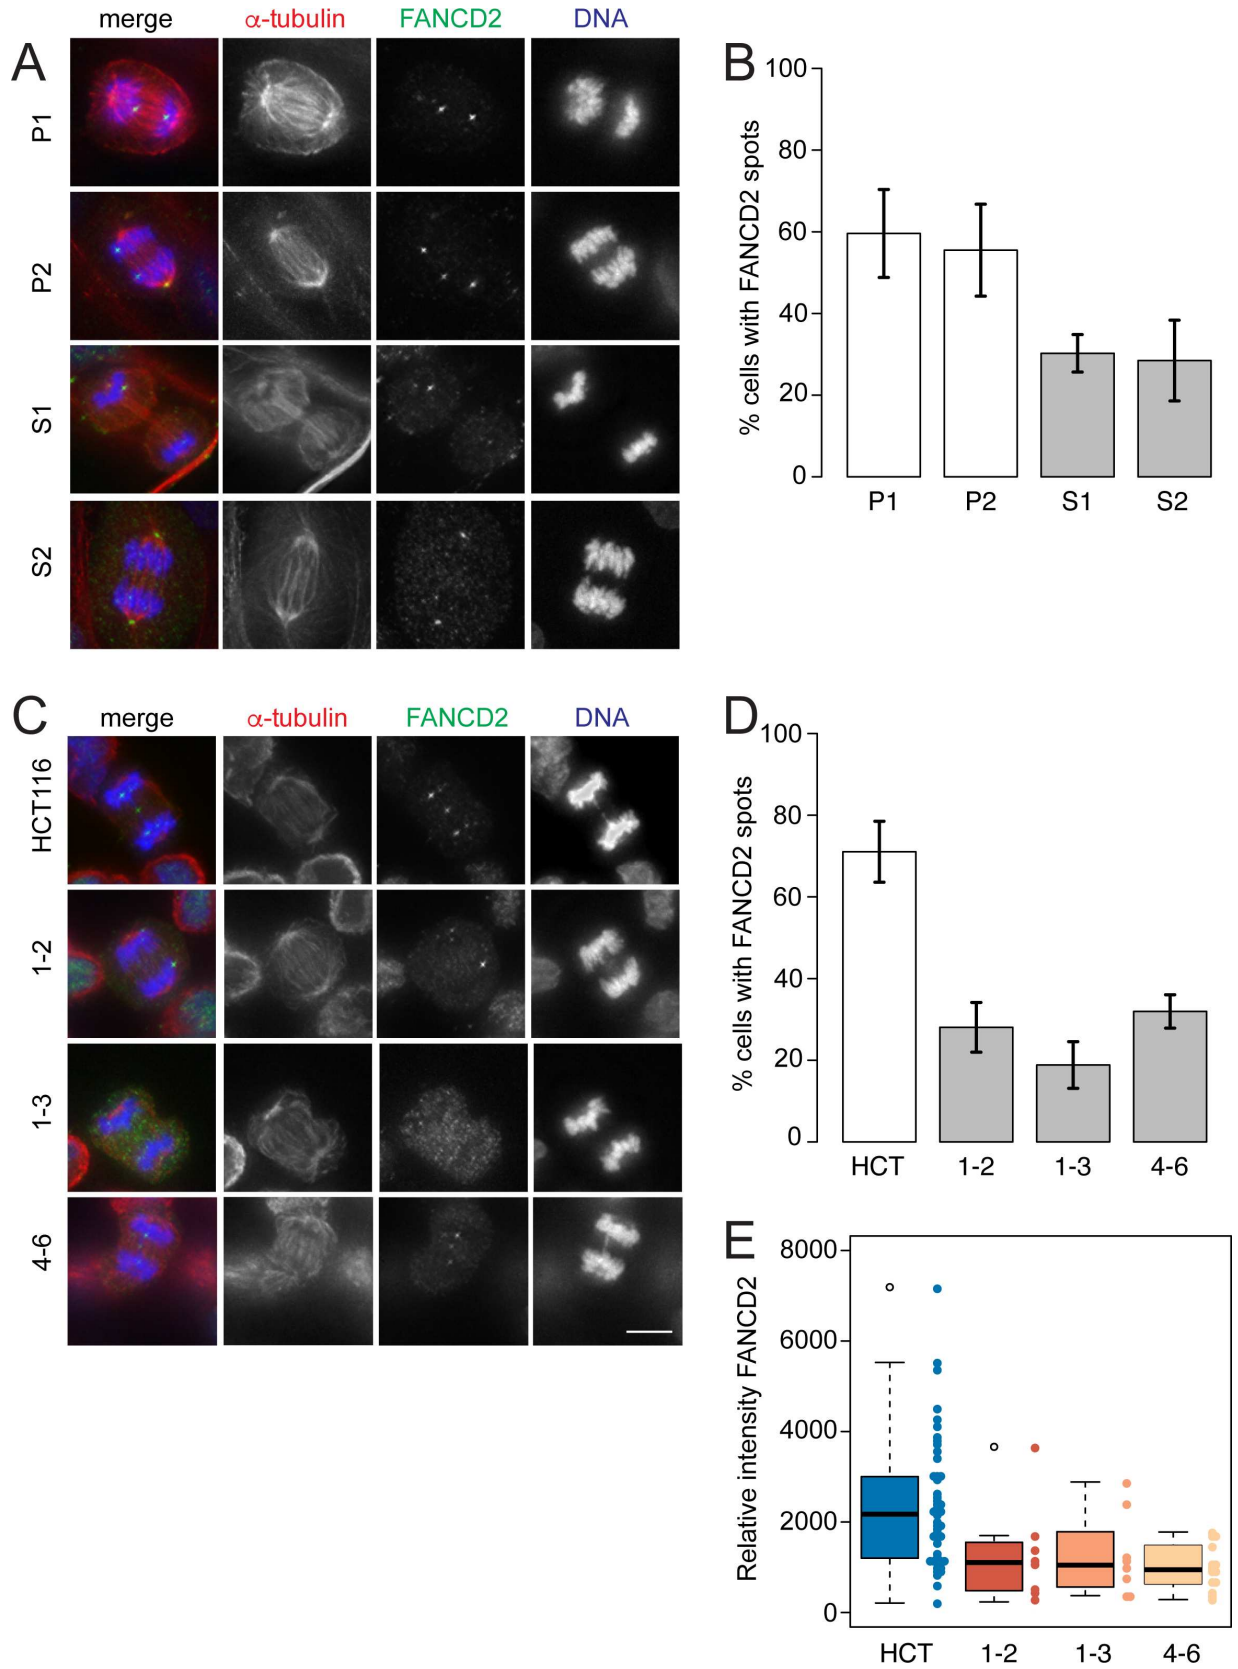 A
merge α-tubulin FANCD2 DNA
P1
P2
S1
S2
B
% cells with FANCD2 spots
100
80
60
40
20
0
P1 P2 S1 S2
C
merge α-tubulin FANCD2 DNA
HCT116
1-2
1-3
4-6
D
% cells with FANCD2 spots
100
80
60
40
20
0
HCT 1-2 1-3 4-6
E
Relative intensity FANCD2
8000
6000
4000
2000
0
HCT 1-2 1-3 4-6